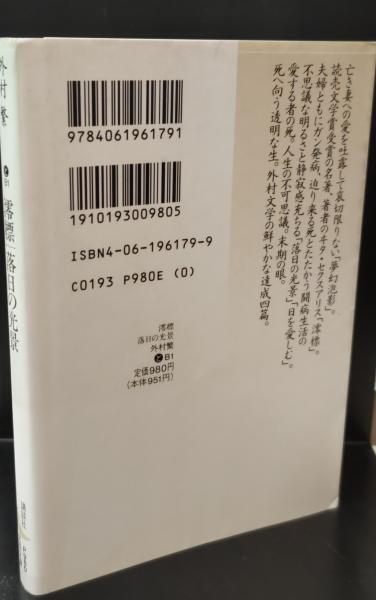 亡き妻への愛を吐露して哀切限りない「夢幻泡影」。
読売文学賞受賞の名著、著者のヰタ・セクスアリス「澪標」。
夫婦ともにガン発病、迫り来る死とたたかう闘病生活の
不思議な明るさと静寂感充ちる「落日の光景」「日を愛しむ」。
愛する者の死。人生の不可思議。末期の眼。
死へ向う透明な生。外村文学の鮮やかな達成四篇。
9784061961791
1910193009805
ISBN4-06-196179-9
C0193 P980E (0)
澪標
落日の光景
外村繁
と B1
定価980円
(本体951円)
外村繁
と B1
澪標│落日の光景
講談社
P980